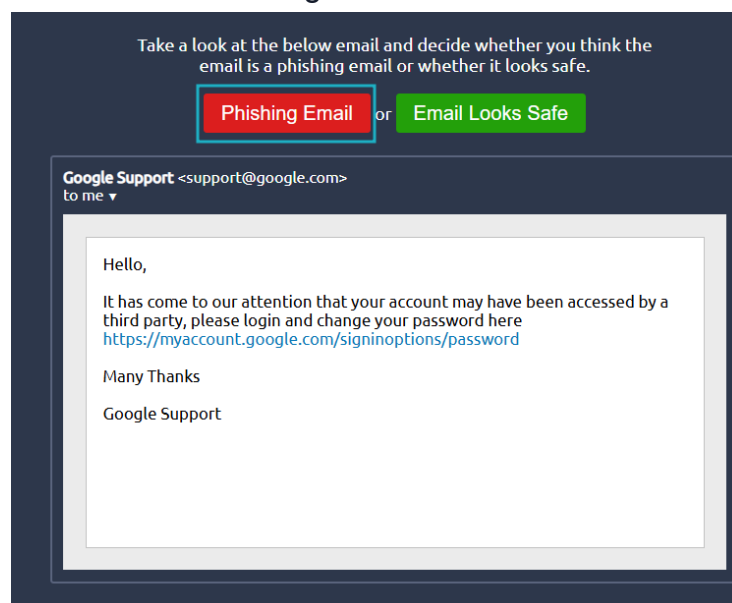 Take a look at the below email and decide whether you think the
email is a phishing email or whether it looks safe.
Phishing Email or Email Looks Safe
Google Support <support@google.com>
to me ▾
Hello,
It has come to our attention that your account may have been accessed by a
third party, please login and change your password here
https://myaccount.google.com/signinoptions/password
Many Thanks
Google Support